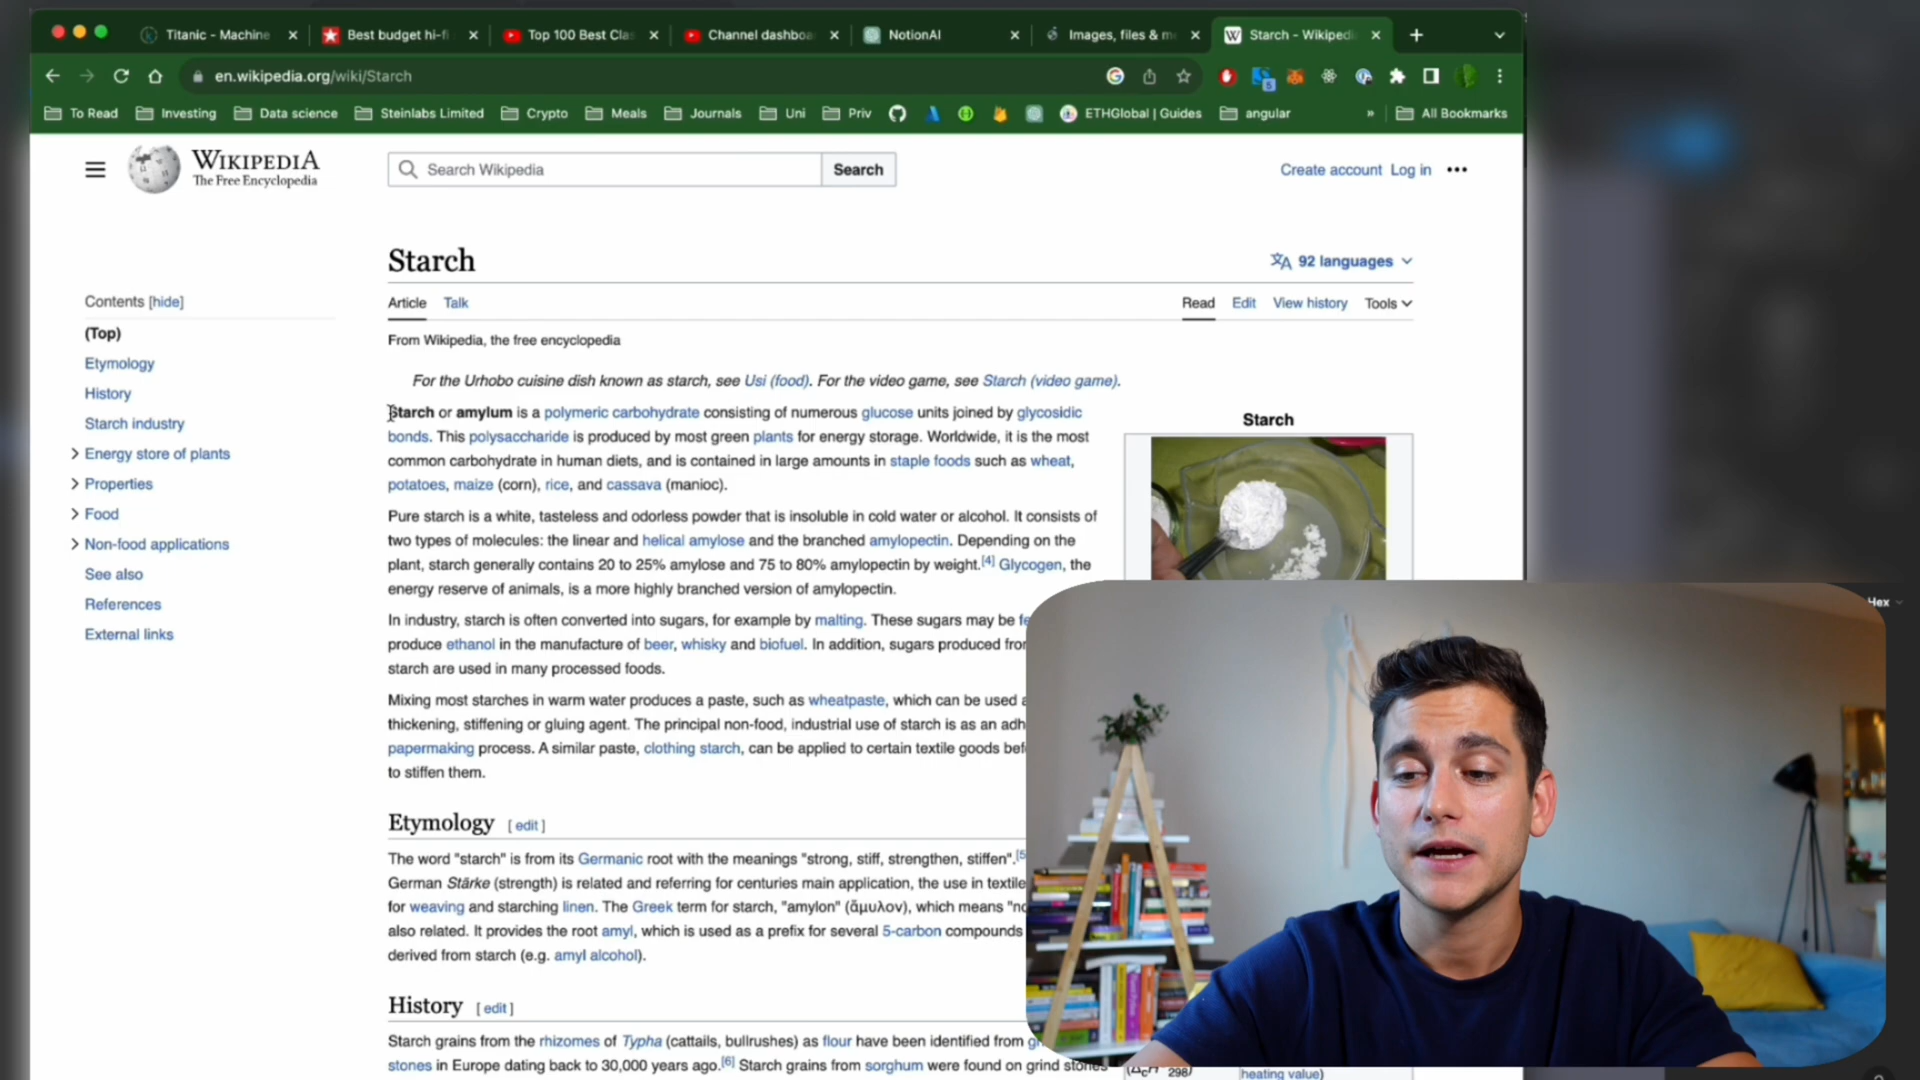 Titanic - Machine
Best budget hi-fi
Top 100 Best Clas
Channel dashboa
NotionAI
Images, files & m
Starch - Wikipedi
en.wikipedia.org/wiki/Starch
5
To Read
Investing
Data science
Steinlabs Limited
Crypto
Meals
Journals
Uni
Priv
ETHGlobal | Guides
angular
»
All Bookmarks
WIKIPEDIA
The Free Encyclopedia
Search Wikipedia
Search
Create account
Log in
Starch
92 languages
Contents [hide]
(Top)
Etymology
History
Starch industry
Energy store of plants
Properties
Food
Non-food applications
See also
References
External links
Article
Talk
Read
Edit
View history
Tools
From Wikipedia, the free encyclopedia
For the Urhobo cuisine dish known as starch, see Usi (food). For the video game, see Starch (video game).
Starch or amylum is a polymeric carbohydrate consisting of numerous glucose units joined by glycosidic
bonds. This polysaccharide is produced by most green plants for energy storage. Worldwide, it is the most
common carbohydrate in human diets, and is contained in large amounts in staple foods such as wheat,
potatoes, maize (corn), rice, and cassava (manioc).
Pure starch is a white, tasteless and odorless powder that is insoluble in cold water or alcohol. It consists of
two types of molecules: the linear and helical amylose and the branched amylopectin. Depending on the
plant, starch generally contains 20 to 25% amylose and 75 to 80% amylopectin by weight.[4] Glycogen, the
energy reserve of animals, is a more highly branched version of amylopectin.
In industry, starch is often converted into sugars, for example by malting. These sugars may be fe
produce ethanol in the manufacture of beer, whisky and biofuel. In addition, sugars produced from
starch are used in many processed foods.
Mixing most starches in warm water produces a paste, such as wheatpaste, which can be used a
thickening, stiffening or gluing agent. The principal non-food, industrial use of starch is as an adh
papermaking process. A similar paste, clothing starch, can be applied to certain textile goods bef
to stiffen them.
Etymology [ edit ]
The word "starch" is from its Germanic root with the meanings "strong, stiff, strengthen, stiffen".[5
German Stärke (strength) is related and referring for centuries main application, the use in textile
for weaving and starching linen. The Greek term for starch, "amylon" (ἄμυλον), which means "no
also related. It provides the root amyl, which is used as a prefix for several 5-carbon compounds
derived from starch (e.g. amyl alcohol).
History [ edit ]
Starch grains from the rhizomes of Typha (cattails, bullrushes) as flour have been identified from g
stones in Europe dating back to 30,000 years ago.[6] Starch grains from sorghum were found on grind stones
Starch
Hex
298)
heating value)